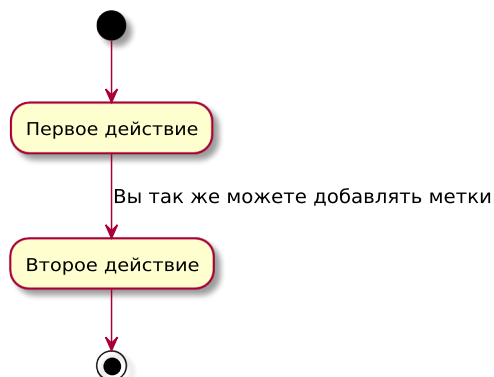 Первое действие
Вы так же можете добавлять метки
Второе действие